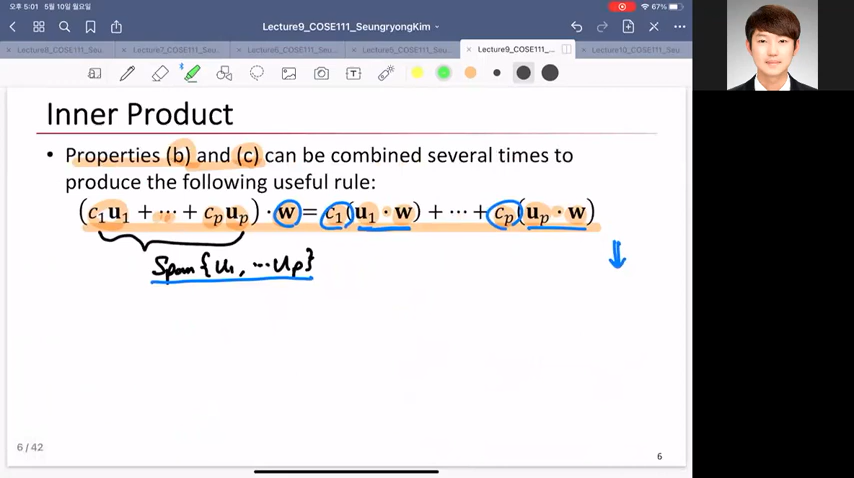 오후 5:01 5월 10일 월요일
67%
Lecture9_COSE111_SeungryongKim
Lecture8_COSE111_Seu...
Lecture7_COSE111_Seu...
Lecture6_COSE111_Seu...
Lecture5_COSE111_Seu...
Lecture9_COSE111_...
Lecture10_COSE111_Seu...
Inner Product
• Properties (b) and (c) can be combined several times to
produce the following useful rule:
(c₁u₁ + ⋯ + cₚuₚ) · w = c₁(u₁ · w) + ⋯ + cₚ(uₚ · w)
Span{u₁, ⋯ uₚ}
6 / 42
6